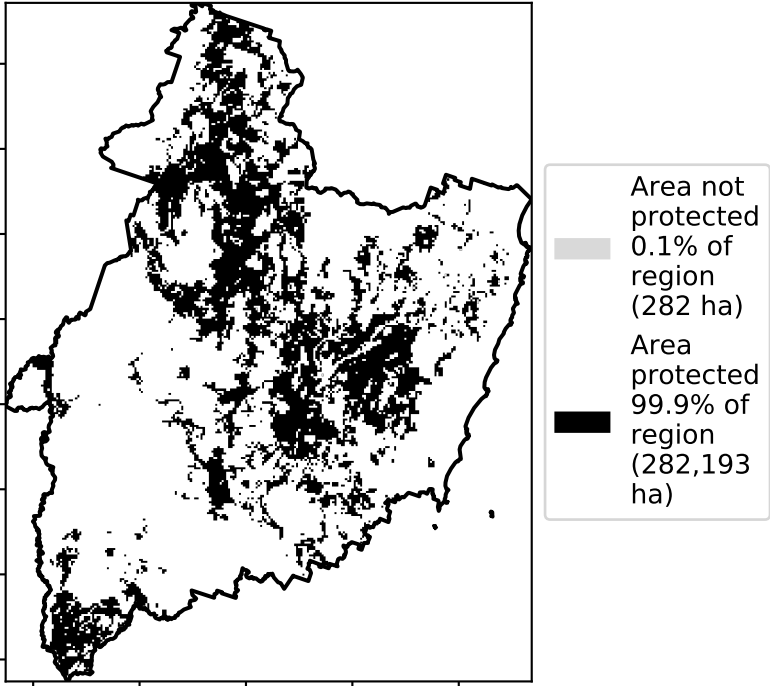 Area not
protected
0.1% of
region
(282 ha)
Area
protected
99.9% of
region
(282,193
ha)